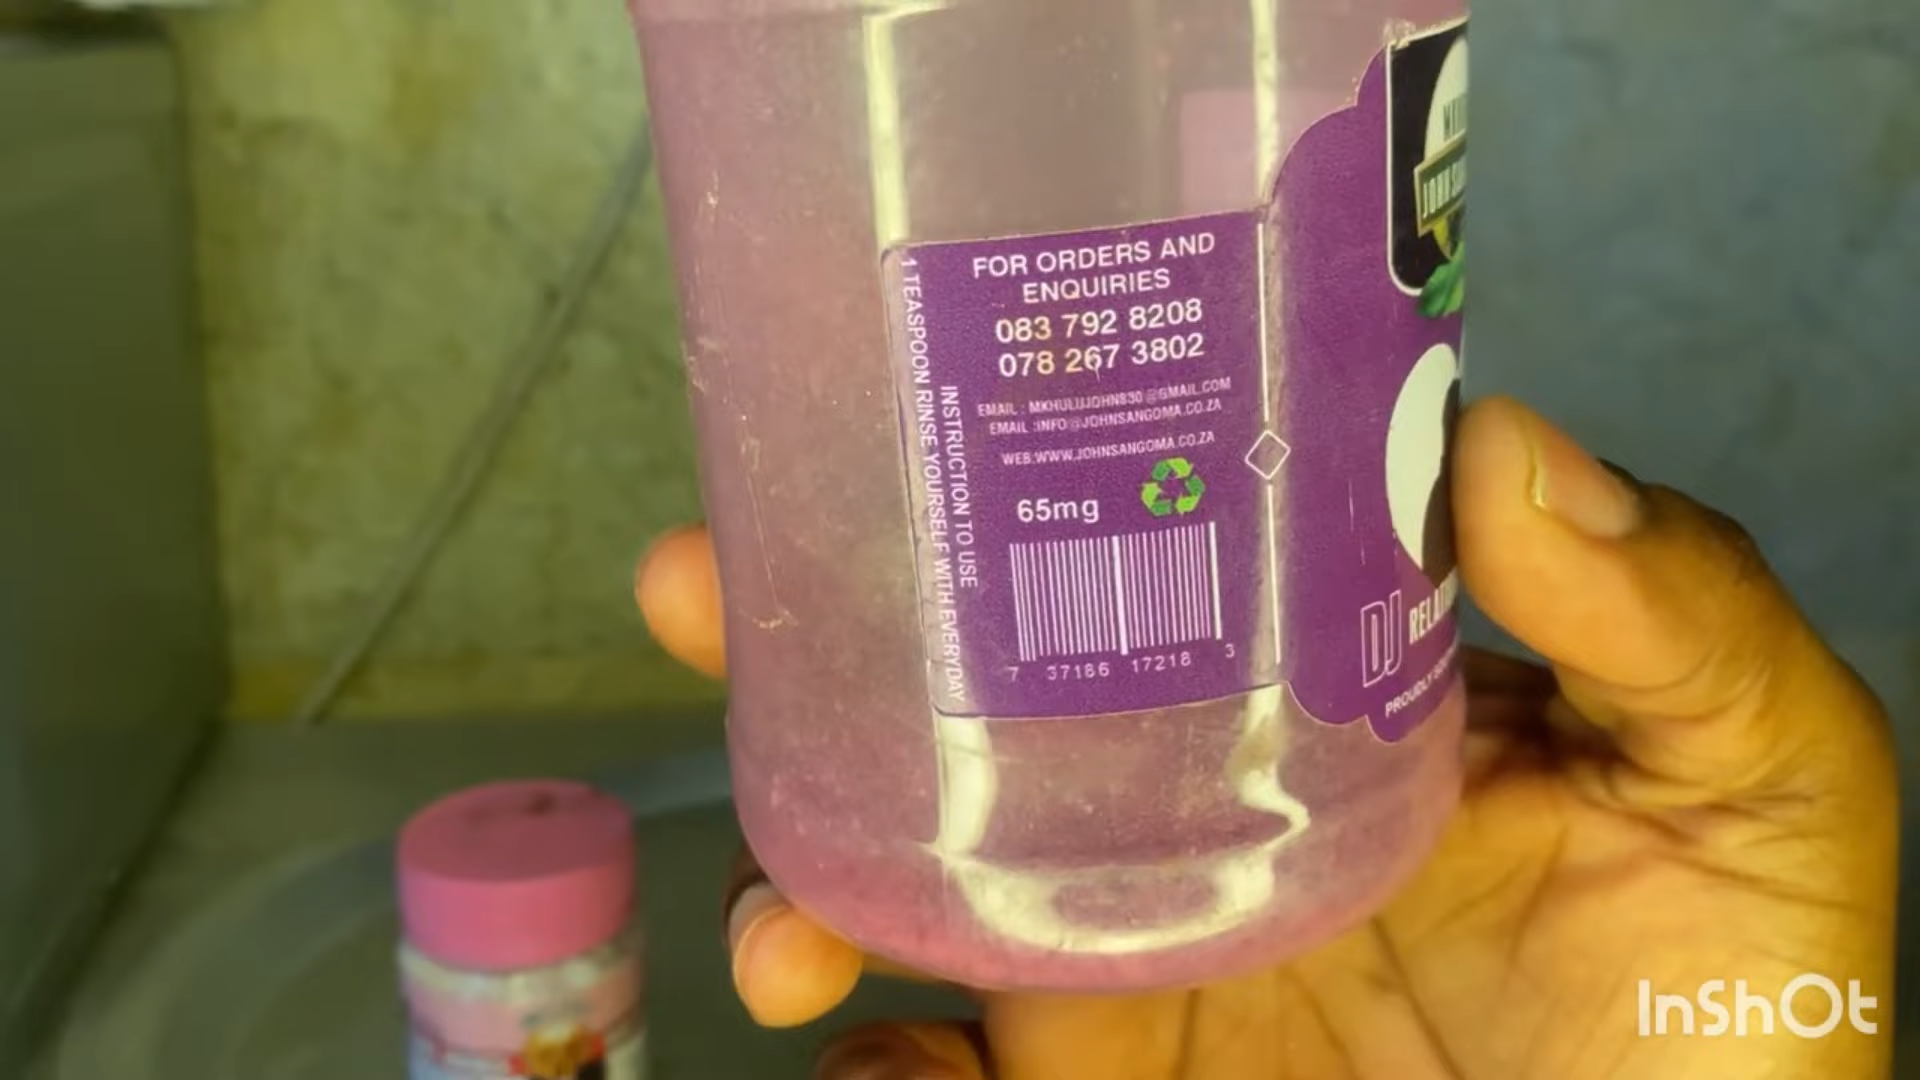 FOR ORDERS AND
ENQUIRIES
083 792 8208
078 267 3802
EMAIL : MKHULUJOHN830@GMAIL.COM
EMAIL :INFO@JOHNSANGOMA.CO.ZA
WEB:WWW.JOHNSANGOMA.CO.ZA
65mg
7 37186 17218 3
INSTRUCTION TO USE
1 TEASPOON RINSE YOURSELF WITH EVERYDAY
DJ
PROUDLY
InShOt